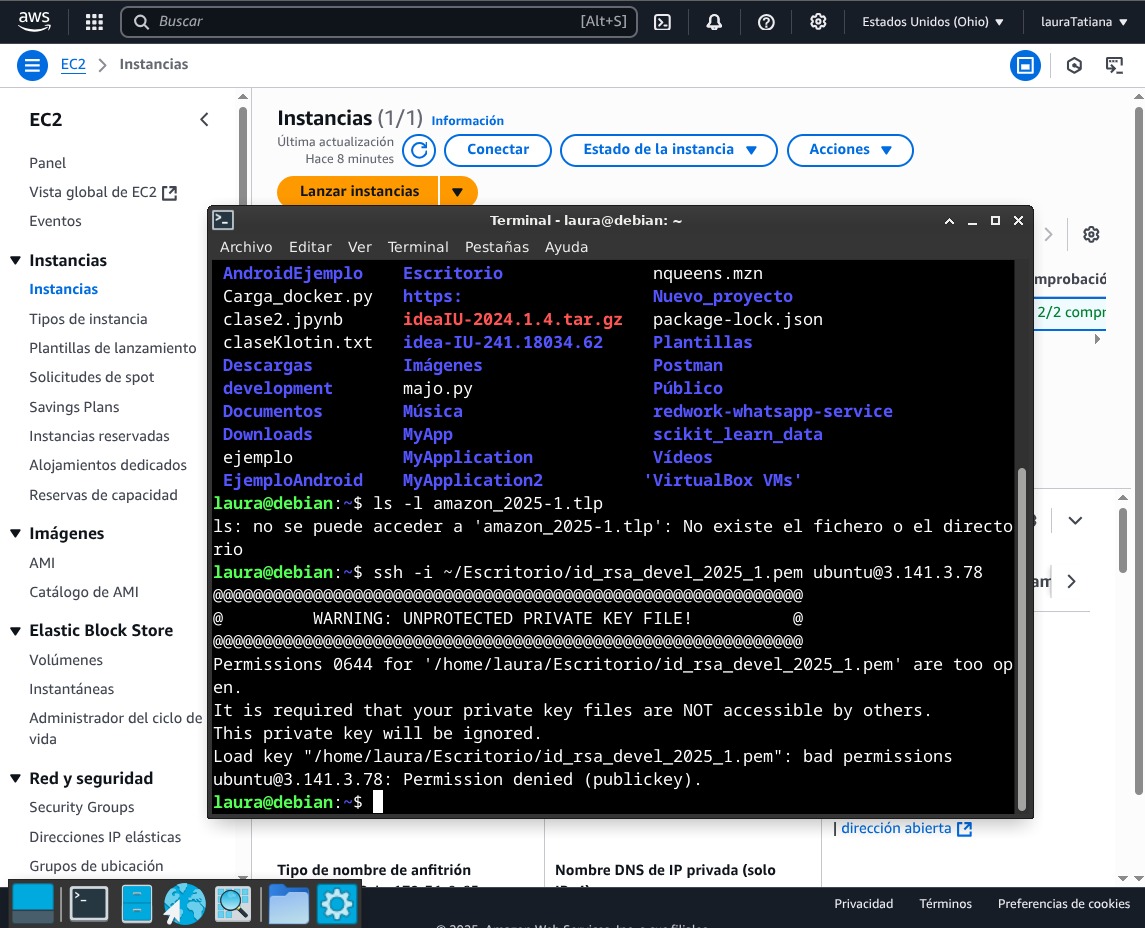 aws
Buscar
[Alt+S]
Estados Unidos (Ohio)
lauraTatiana
EC2
Instancias
EC2
Panel
Vista global de EC2
Eventos
Instancias
Instancias
Tipos de instancia
Plantillas de lanzamiento
Solicitudes de spot
Savings Plans
Instancias reservadas
Alojamientos dedicados
Reservas de capacidad
Imágenes
AMI
Catálogo de AMI
Elastic Block Store
Volúmenes
Instantáneas
Administrador del ciclo de
vida
Red y seguridad
Security Groups
Direcciones IP elásticas
Grupos de ubicación
Instancias (1/1) Información
Última actualización
Hace 8 minutes
Conectar
Estado de la instancia
Acciones
Lanzar instancias
2/2 compr
Terminal - laura@debian: ~
Archivo Editar Ver Terminal Pestañas Ayuda
AndroidEjemplo Escritorio nqueens.mzn
Carga_docker.py https: Nuevo_proyecto
clase2.jpynb ideaIU-2024.1.4.tar.gz package-lock.json
claseKlotin.txt idea-IU-241.18034.62 Plantillas
Descargas Imágenes Postman
development majo.py Público
Documentos Música redwork-whatsapp-service
Downloads MyApp scikit_learn_data
ejemplo MyApplication Vídeos
EjemploAndroid MyApplication2 'VirtualBox VMs'
laura@debian:~$ ls -l amazon_2025-1.tlp
ls: no se puede acceder a 'amazon_2025-1.tlp': No existe el fichero o el directo
rio
laura@debian:~$ ssh -i ~/Escritorio/id_rsa_devel_2025_1.pem ubuntu@3.141.3.78
@@@@@@@@@@@@@@@@@@@@@@@@@@@@@@@@@@@@@@@@@@@@@@@@@@@@@@@@@@@
@         WARNING: UNPROTECTED PRIVATE KEY FILE!          @
@@@@@@@@@@@@@@@@@@@@@@@@@@@@@@@@@@@@@@@@@@@@@@@@@@@@@@@@@@@
Permissions 0644 for '/home/laura/Escritorio/id_rsa_devel_2025_1.pem' are too op
en.
It is required that your private key files are NOT accessible by others.
This private key will be ignored.
Load key "/home/laura/Escritorio/id_rsa_devel_2025_1.pem": bad permissions
ubuntu@3.141.3.78: Permission denied (publickey).
laura@debian:~$
dirección abierta
Tipo de nombre de anfitrión
Nombre DNS de IP privada (solo
Privacidad
Términos
Preferencias de cookies